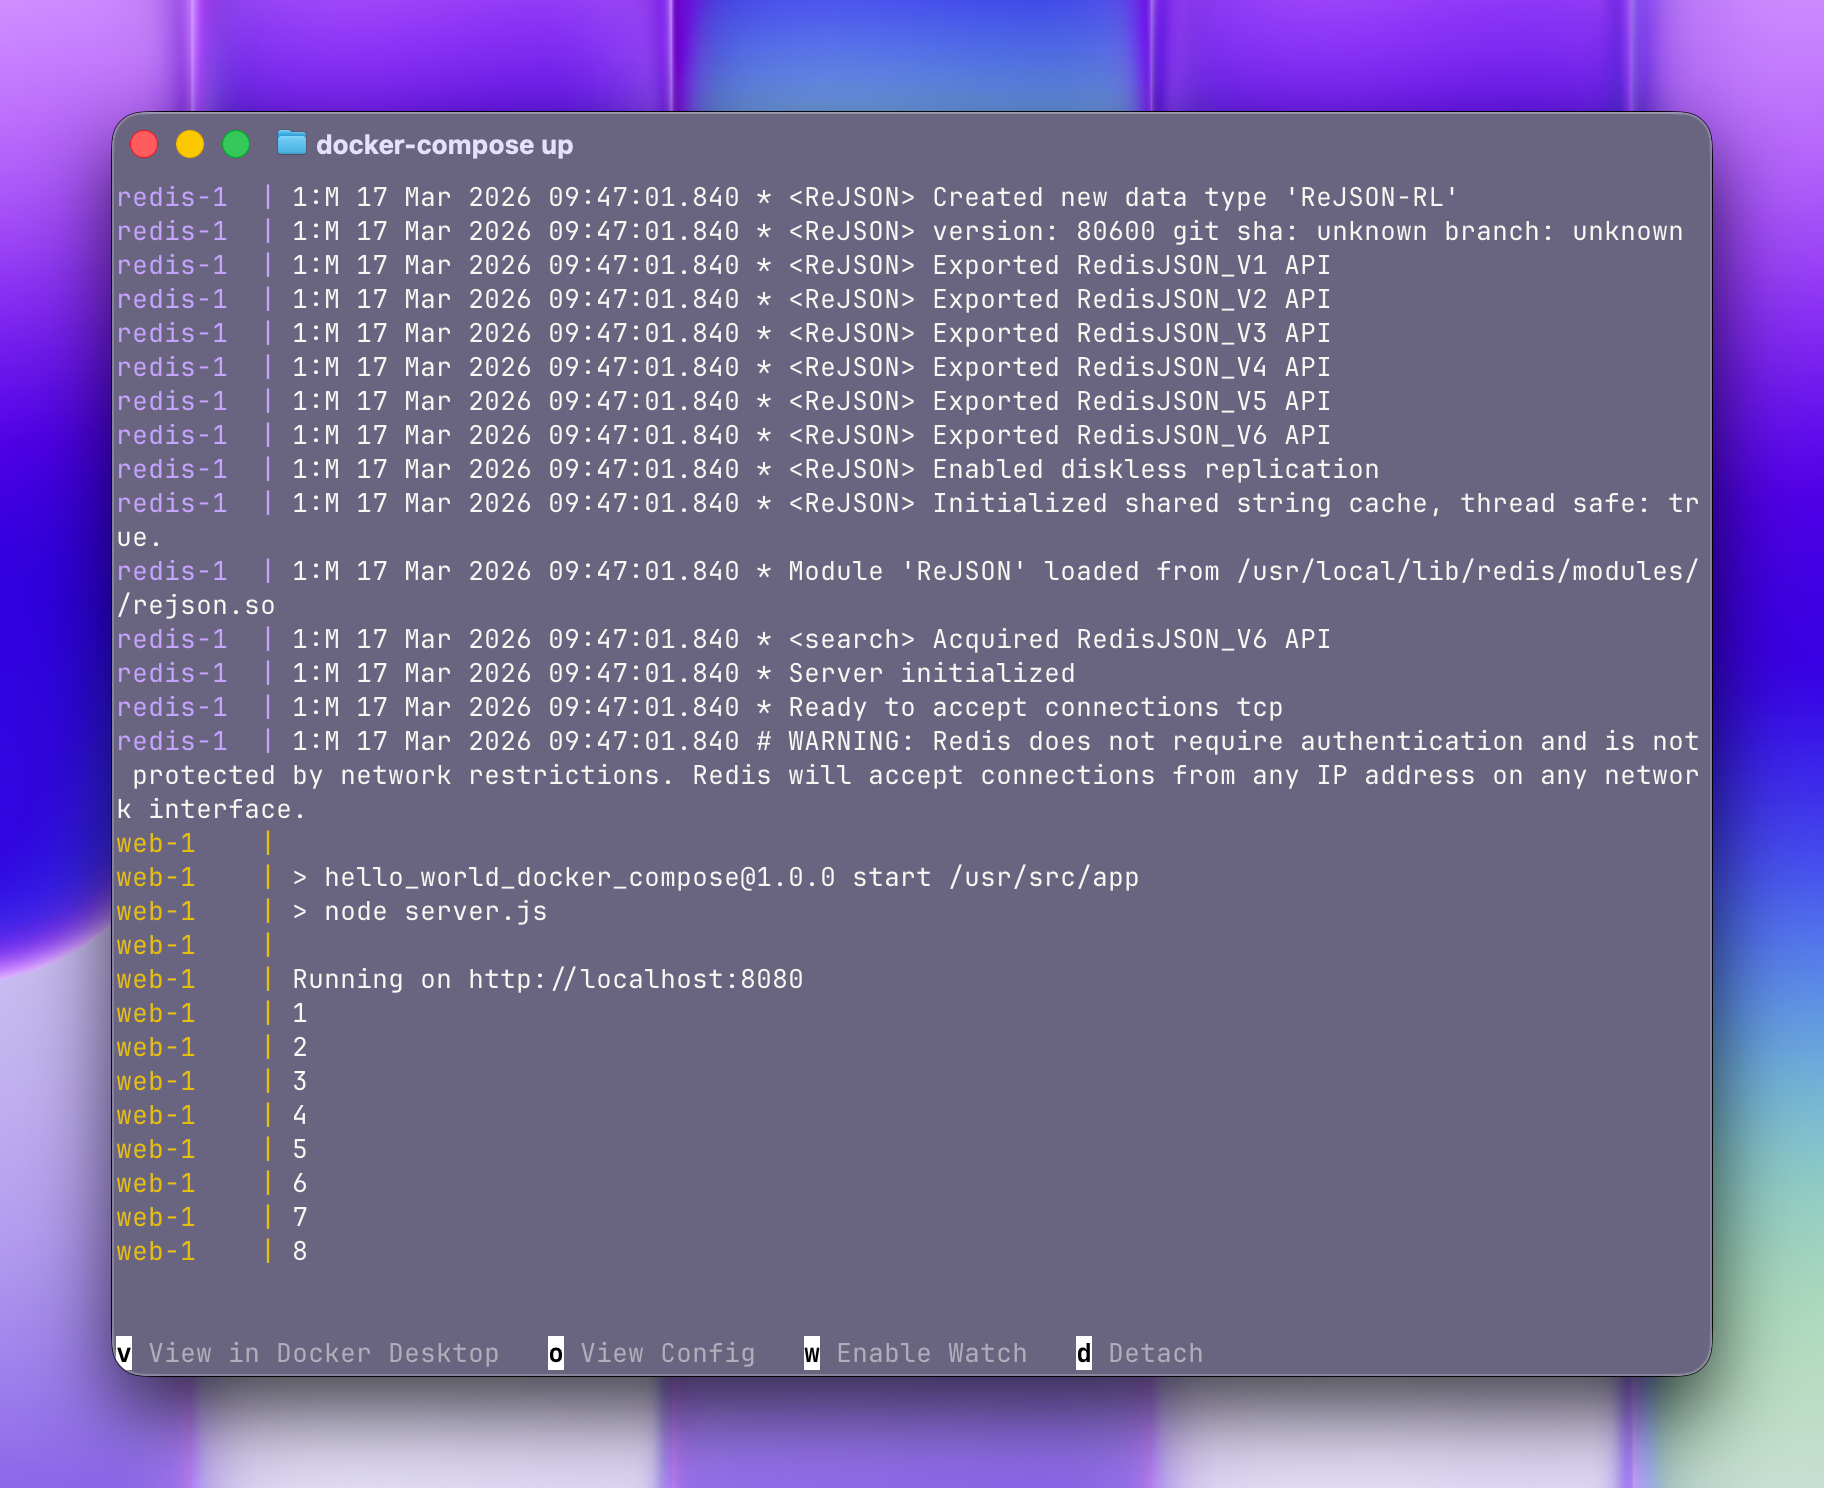 docker-compose up
redis-1  | 1:M 17 Mar 2026 09:47:01.840 * <ReJSON> Created new data type 'ReJSON-RL'
redis-1  | 1:M 17 Mar 2026 09:47:01.840 * <ReJSON> version: 80600 git sha: unknown branch: unknown
redis-1  | 1:M 17 Mar 2026 09:47:01.840 * <ReJSON> Exported RedisJSON_V1 API
redis-1  | 1:M 17 Mar 2026 09:47:01.840 * <ReJSON> Exported RedisJSON_V2 API
redis-1  | 1:M 17 Mar 2026 09:47:01.840 * <ReJSON> Exported RedisJSON_V3 API
redis-1  | 1:M 17 Mar 2026 09:47:01.840 * <ReJSON> Exported RedisJSON_V4 API
redis-1  | 1:M 17 Mar 2026 09:47:01.840 * <ReJSON> Exported RedisJSON_V5 API
redis-1  | 1:M 17 Mar 2026 09:47:01.840 * <ReJSON> Exported RedisJSON_V6 API
redis-1  | 1:M 17 Mar 2026 09:47:01.840 * <ReJSON> Enabled diskless replication
redis-1  | 1:M 17 Mar 2026 09:47:01.840 * <ReJSON> Initialized shared string cache, thread safe: tr
ue.
redis-1  | 1:M 17 Mar 2026 09:47:01.840 * Module 'ReJSON' loaded from /usr/local/lib/redis/modules/
/rejson.so
redis-1  | 1:M 17 Mar 2026 09:47:01.840 * <search> Acquired RedisJSON_V6 API
redis-1  | 1:M 17 Mar 2026 09:47:01.840 * Server initialized
redis-1  | 1:M 17 Mar 2026 09:47:01.840 * Ready to accept connections tcp
redis-1  | 1:M 17 Mar 2026 09:47:01.840 # WARNING: Redis does not require authentication and is not
 protected by network restrictions. Redis will accept connections from any IP address on any networ
k interface.
web-1    |
web-1    | > hello_world_docker_compose@1.0.0 start /usr/src/app
web-1    | > node server.js
web-1    |
web-1    | Running on http://localhost:8080
web-1    | 1
web-1    | 2
web-1    | 3
web-1    | 4
web-1    | 5
web-1    | 6
web-1    | 7
web-1    | 8
v View in Docker Desktop   o View Config   w Enable Watch   d Detach